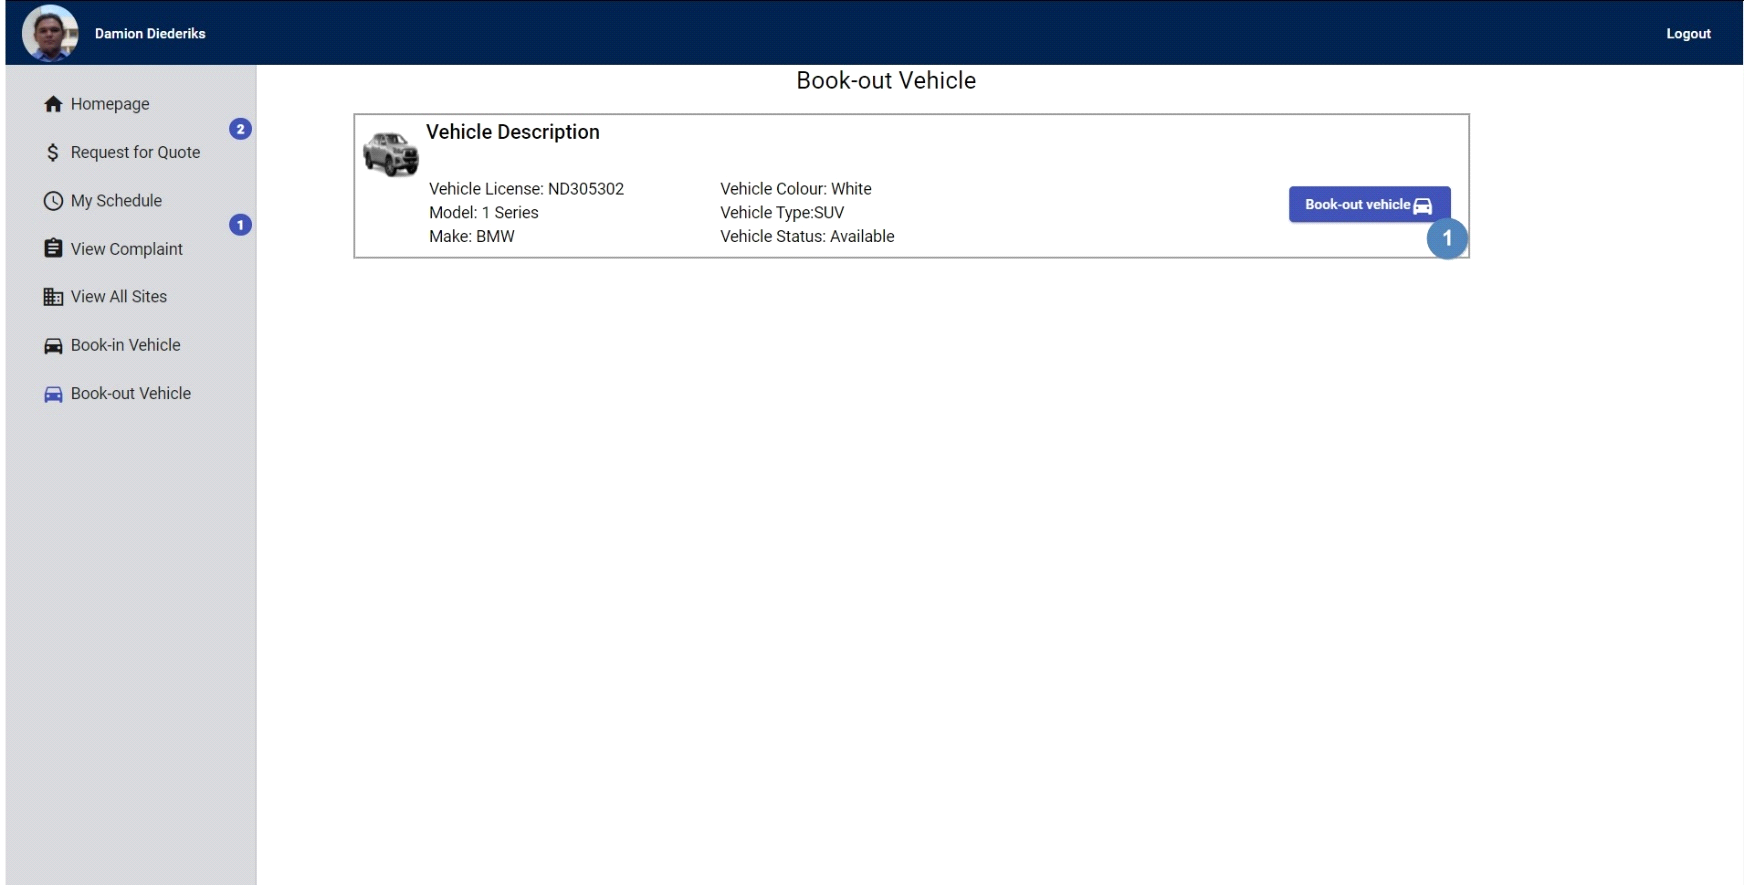 Damion Diederiks
Logout
Homepage
2
Request for Quote
My Schedule
1
View Complaint
View All Sites
Book-in Vehicle
Book-out Vehicle
Book-out Vehicle
Vehicle Description
Vehicle License: ND305302
Model: 1 Series
Make: BMW
Vehicle Colour: White
Vehicle Type:SUV
Vehicle Status: Available
Book-out vehicle
1